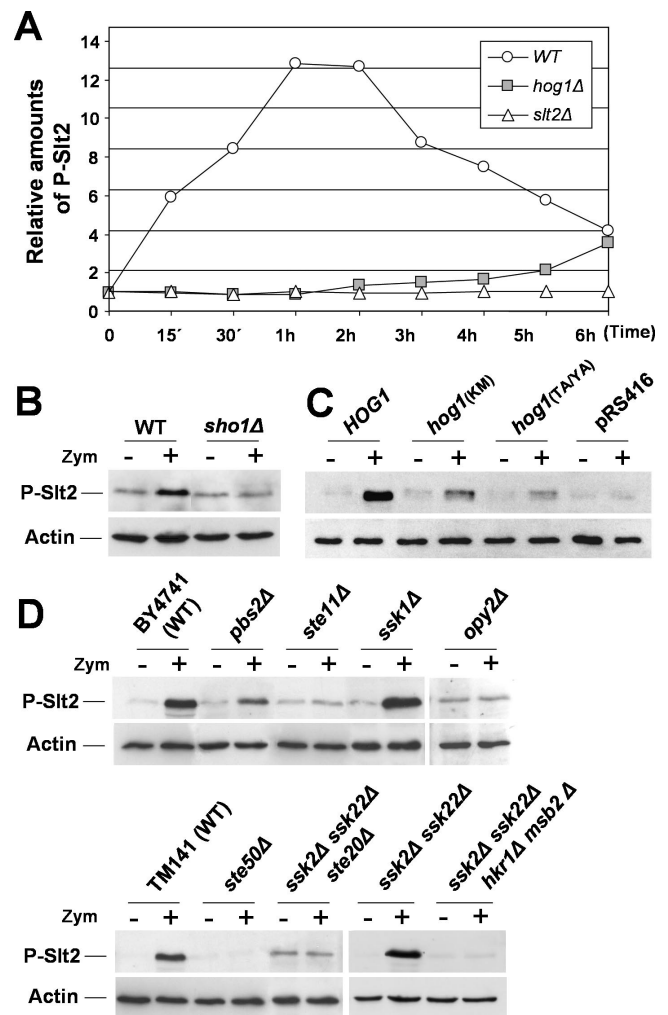 A
Relative amounts
of P-Slt2
14
12
10
8
6
4
2
0
WT
hog1Δ
slt2Δ
0 15´ 30´ 1h 2h 3h 4h 5h 6h (Time)
B
WT sho1Δ
Zym - + - +
P-Slt2
Actin
C
HOG1 hog1(KM) hog1(TA/YA) pRS416
- + - + - + - +
D
BY4741 (WT) pbs2Δ ste11Δ ssk1Δ opy2Δ
Zym - + - + - + - + - +
P-Slt2
Actin
TM141 (WT) ste50Δ ssk2Δ ssk22Δ ste20Δ ssk2Δ ssk22Δ ssk2Δ ssk22Δ hkr1Δ msb2 Δ
Zym - + - + - + - + - +
P-Slt2
Actin